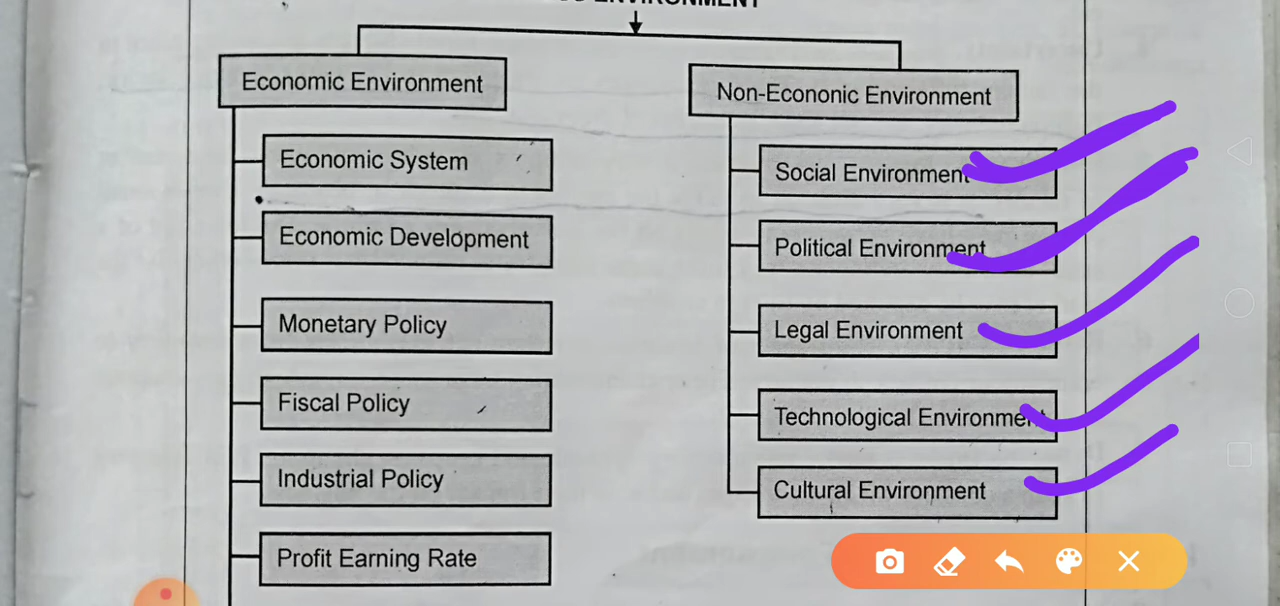 ENVIRONMENT
Economic Environment
Economic System
Economic Development
Monetary Policy
Fiscal Policy
Industrial Policy
Profit Earning Rate
Non-Econonic Environment
Social Environment
Political Environment
Legal Environment
Technological Environment
Cultural Environment